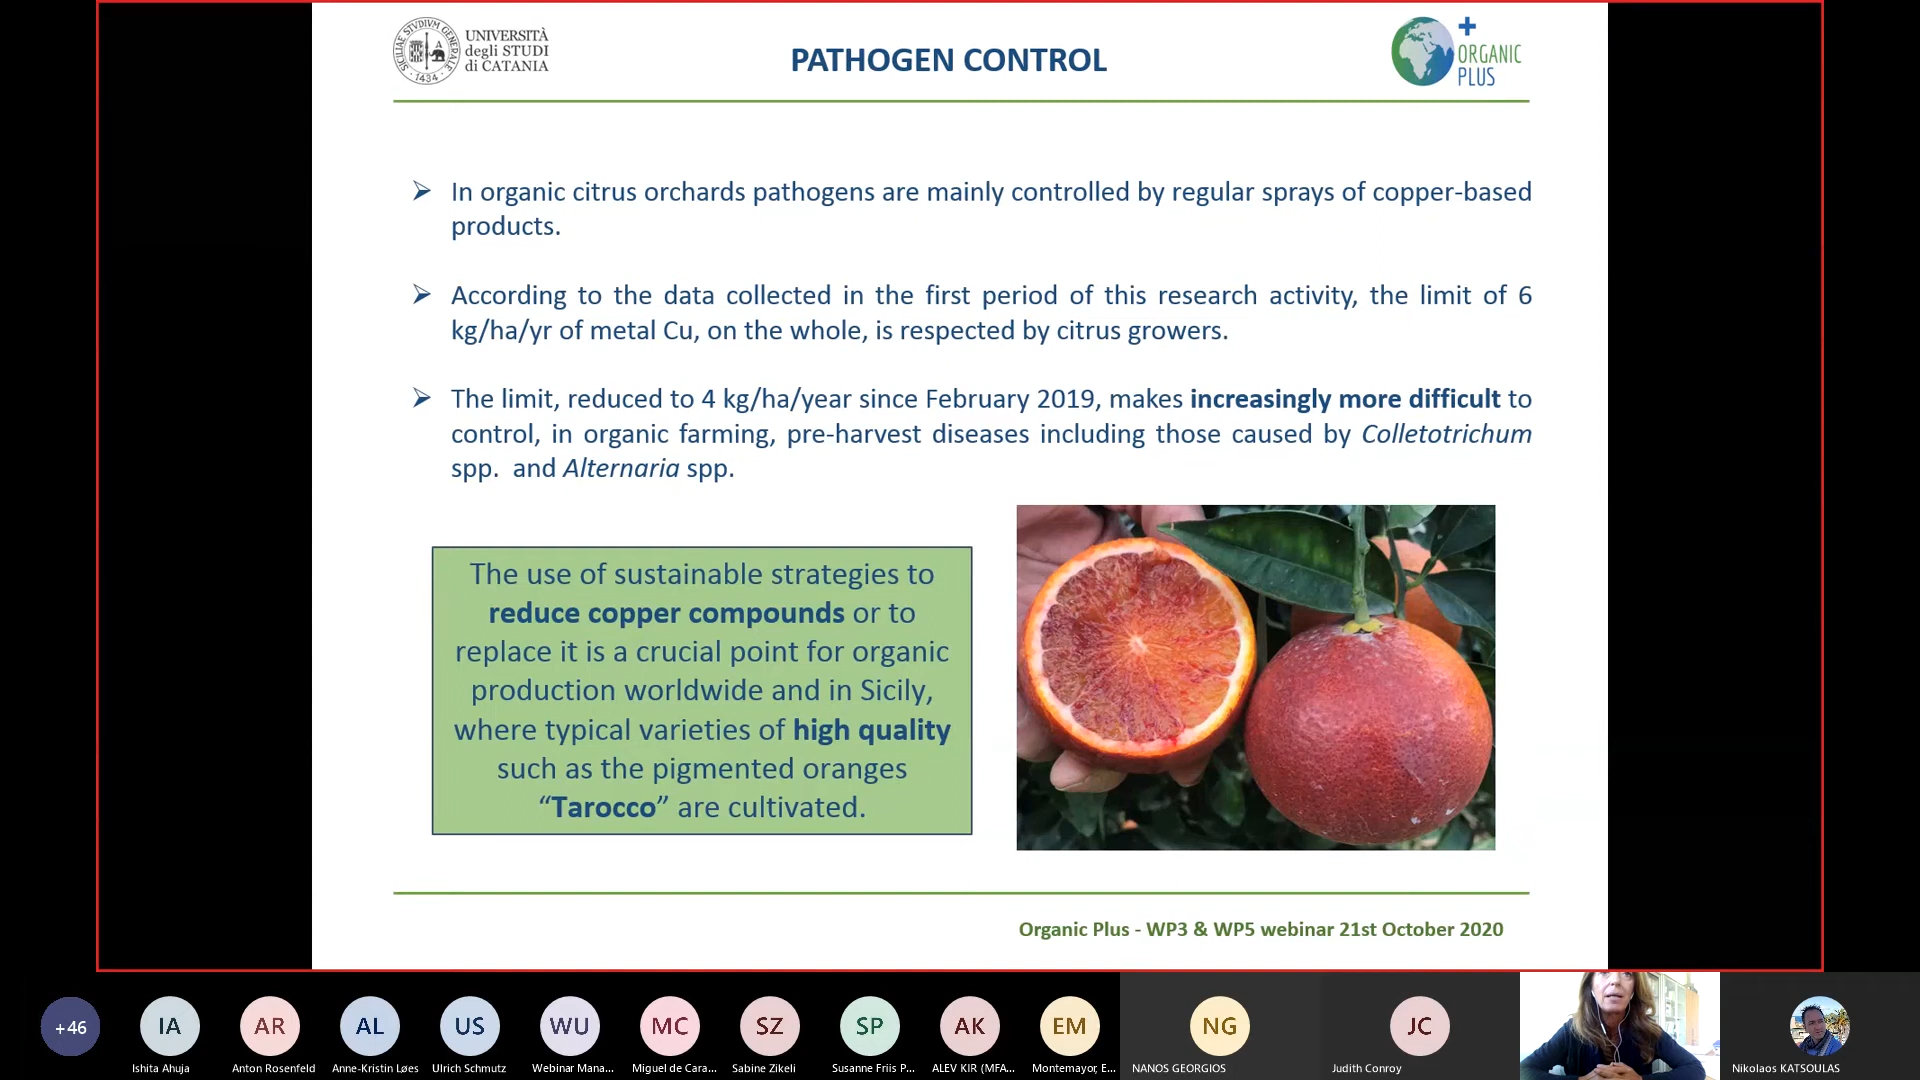 UNIVERSITÀ
degli STUDI
di CATANIA
PATHOGEN CONTROL
+
ORGANIC
PLUS
In organic citrus orchards pathogens are mainly controlled by regular sprays of copper-based
products.
According to the data collected in the first period of this research activity, the limit of 6
kg/ha/yr of metal Cu, on the whole, is respected by citrus growers.
The limit, reduced to 4 kg/ha/year since February 2019, makes increasingly more difficult to
control, in organic farming, pre-harvest diseases including those caused by Colletotrichum
spp. and Alternaria spp.
The use of sustainable strategies to
reduce copper compounds or to
replace it is a crucial point for organic
production worldwide and in Sicily,
where typical varieties of high quality
such as the pigmented oranges
“Tarocco” are cultivated.
Organic Plus - WP3 & WP5 webinar 21st October 2020
+46
IA
AR
AL
US
WU
MC
SZ
SP
AK
EM
NG
JC
Ishita Ahuja
Anton Rosenfeld
Anne-Kristin Løes
Ulrich Schmutz
Webinar Mana...
Miguel de Cara...
Sabine Zikeli
Susanne Friis P...
ALEV KIR (MFA...
Montemayor, E...
NANOS GEORGIOS
Judith Conroy
Nikolaos KATSOULAS